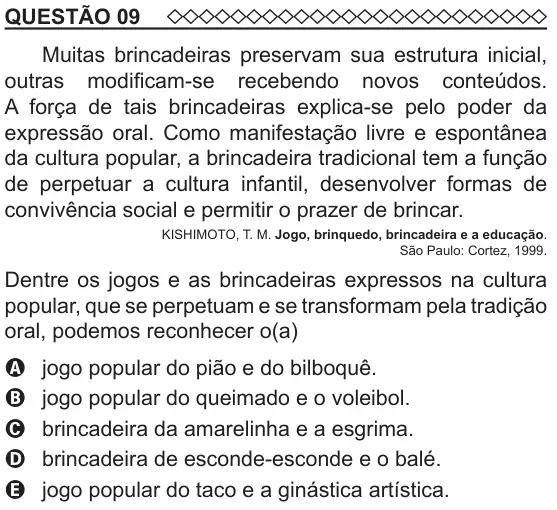 QUESTÃO 09
Muitas brincadeiras preservam sua estrutura inicial,
outras modificam-se recebendo novos conteúdos.
A força de tais brincadeiras explica-se pelo poder da
expressão oral. Como manifestação livre e espontânea
da cultura popular, a brincadeira tradicional tem a função
de perpetuar a cultura infantil, desenvolver formas de
convivência social e permitir o prazer de brincar.
KISHIMOTO, T. M. Jogo, brinquedo, brincadeira e a educação.
São Paulo: Cortez, 1999.
Dentre os jogos e as brincadeiras expressos na cultura
popular, que se perpetuam e se transformam pela tradição
oral, podemos reconhecer o(a)
A jogo popular do pião e do bilboquê.
B jogo popular do queimado e o voleibol.
C brincadeira da amarelinha e a esgrima.
D brincadeira de esconde-esconde e o balé.
E jogo popular do taco e a ginástica artística.